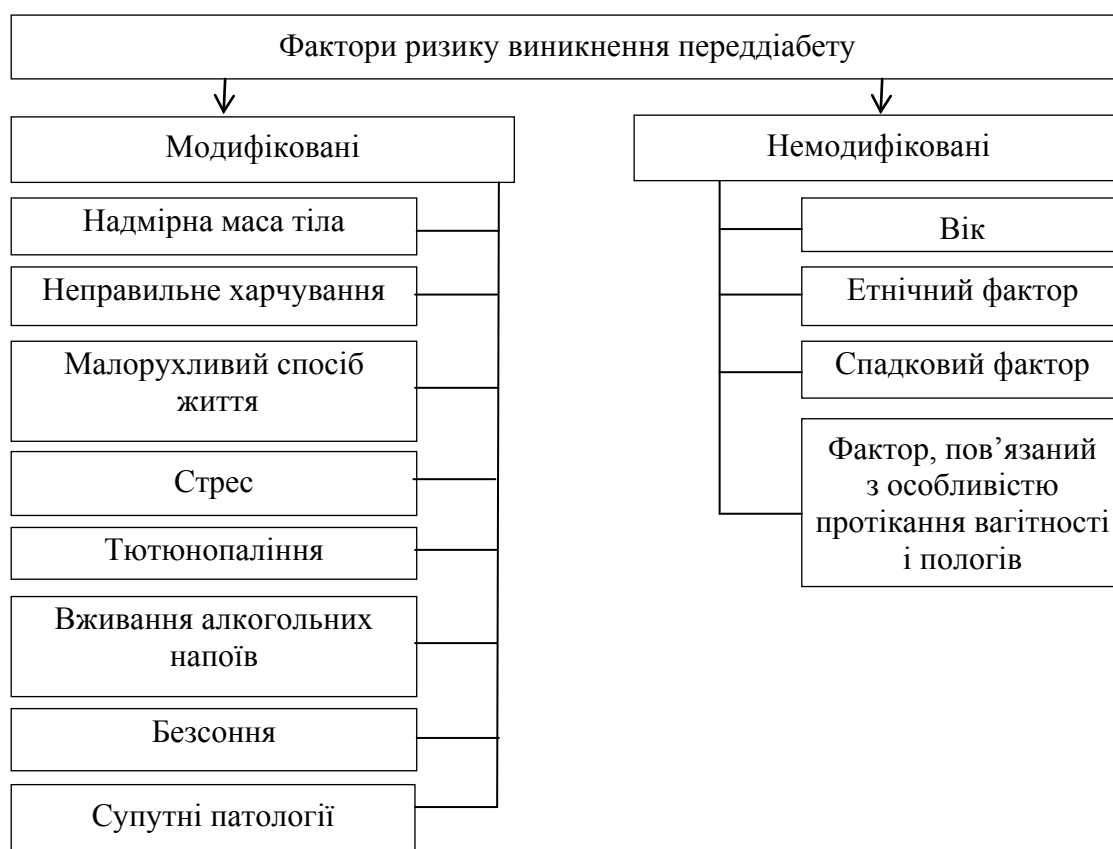 Фактори ризику виникнення переддіабету
Модифіковані
Надмірна маса тіла
Неправильне харчування
Малорухливий спосіб
життя
Стрес
Тютюнопаління
Вживання алкогольних
напоїв
Безсоння
Супутні патології
Немодифіковані
Вік
Етнічний фактор
Спадковий фактор
Фактор, пов’язаний
з особливістю
протікання вагітності
і пологів